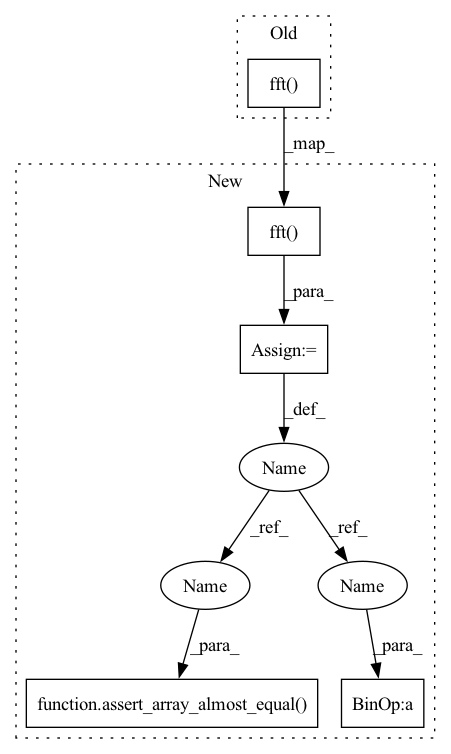 Old
fft()
_map_
New
fft()
_para_
Assign:=
_def_
Name
_ref_
_ref_
Name
Name
_para_
_para_
function.assert_array_almost_equal()
BinOp:a